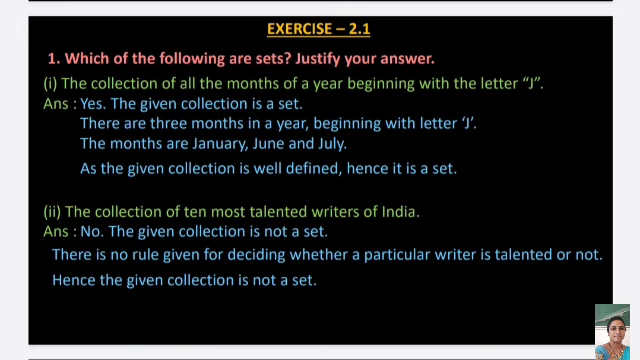 EXERCISE – 2.1
1. Which of the following are sets? Justify your answer.
(i) The collection of all the months of a year beginning with the letter “J”.
Ans : Yes. The given collection is a set.
There are three months in a year, beginning with letter ‘J’.
The months are January, June and July.
As the given collection is well defined, hence it is a set.
(ii) The collection of ten most talented writers of India.
Ans : No. The given collection is not a set.
There is no rule given for deciding whether a particular writer is talented or not.
Hence the given collection is not a set.